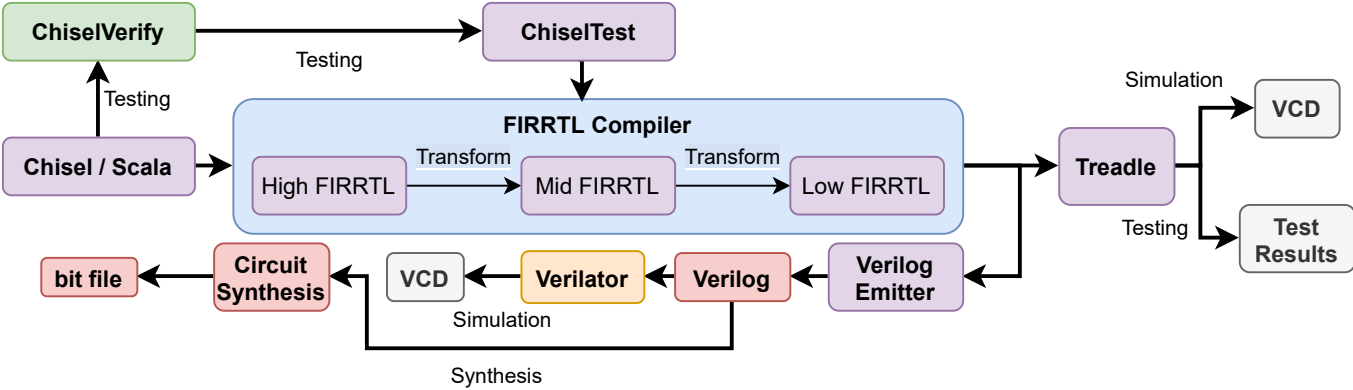 ChiselVerify
Testing
ChiselTest
Testing
Chisel / Scala
FIRRTL Compiler
High FIRRTL
Transform
Mid FIRRTL
Transform
Low FIRRTL
Treadle
Simulation
VCD
Testing
Test
Results
bit file
Circuit
Synthesis
VCD
Verilator
Verilog
Verilog
Emitter
Simulation
Synthesis